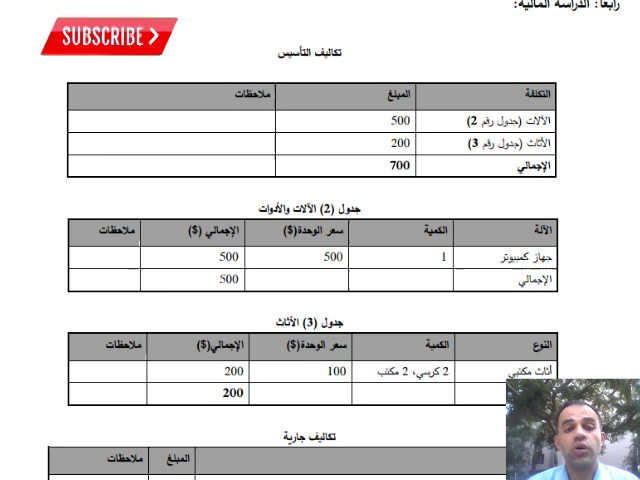 رابعا: الدراسة المالية:
SUBSCRIBE
تكاليف التأسيس
التكلفة المبلغ ملاحظات
الآلات (جدول رقم 2) 500
الأثاث (جدول رقم 3) 200
الإجمالي 700
جدول (2) الآلات والأدوات
الآلة الكمية سعر الوحدة($) الإجمالي ($) ملاحظات
جهاز كمبيوتر 1 500 500
الإجمالي 500
جدول (3) الأثاث
النوع الكمية سعر الوحدة($) الإجمالي($) ملاحظات
أثاث مكتبي 2 كرسي، 2 مكتب 100 200
200
تكاليف جارية
المبلغ ملاحظات